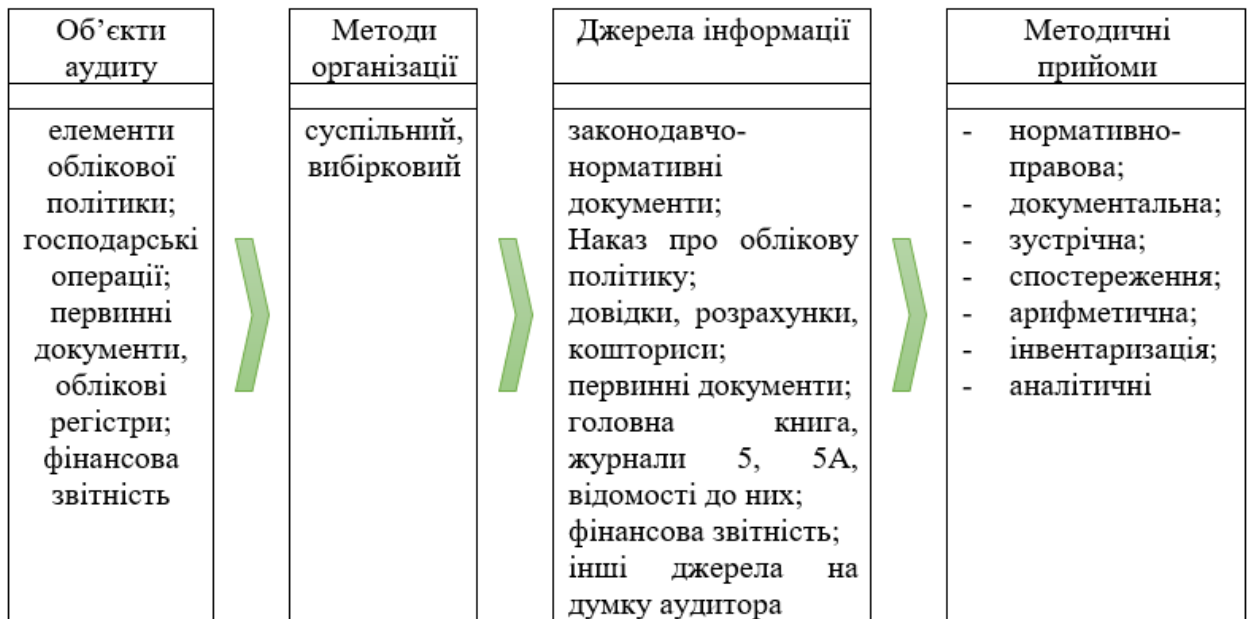 Об’єкти
аудиту
елементи
облікової
політики;
господарські
операції;
первинні
документи,
облікові
регістри;
фінансова
звітність
Методи
організації
суспільний,
вибірковий
Джерела інформації
законодавчо-
нормативні
документи;
Наказ про облікову
політику;
довідки, розрахунки,
кошториси;
первинні документи;
головна книга,
журнали 5, 5А,
відомості до них;
фінансова звітність;
інші джерела на
думку аудитора
Методичні
прийоми
- нормативно-
правова;
- документальна;
- зустрічна;
- спостереження;
- арифметична;
- інвентаризація;
- аналітичні